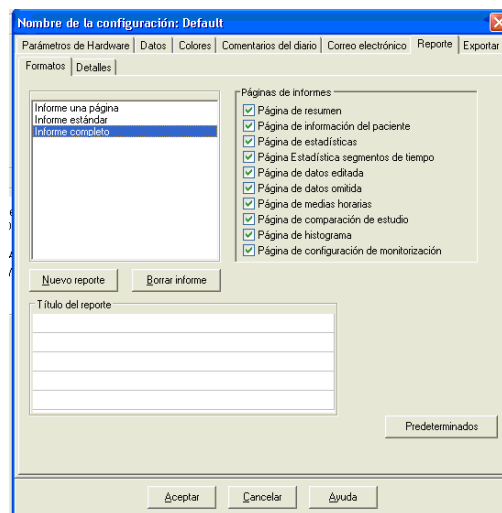 Nombre de la configuración: Default
Parámetros de Hardware Datos Colores Comentarios del diario Correo electrónico Reporte Exportar
Formatos Detalles
Informe una página
Informe estándar
Informe completo
Páginas de informes
Página de resumen
Página de información del paciente
Página de estadísticas
Página Estadística segmentos de tiempo
Página de datos editada
Página de datos omitida
Página de medias horarias
Página de comparación de estudio
Página de histograma
Página de configuración de monitorización
Nuevo reporte Borrar informe
Título del reporte
Predeterminados
Aceptar Cancelar Ayuda